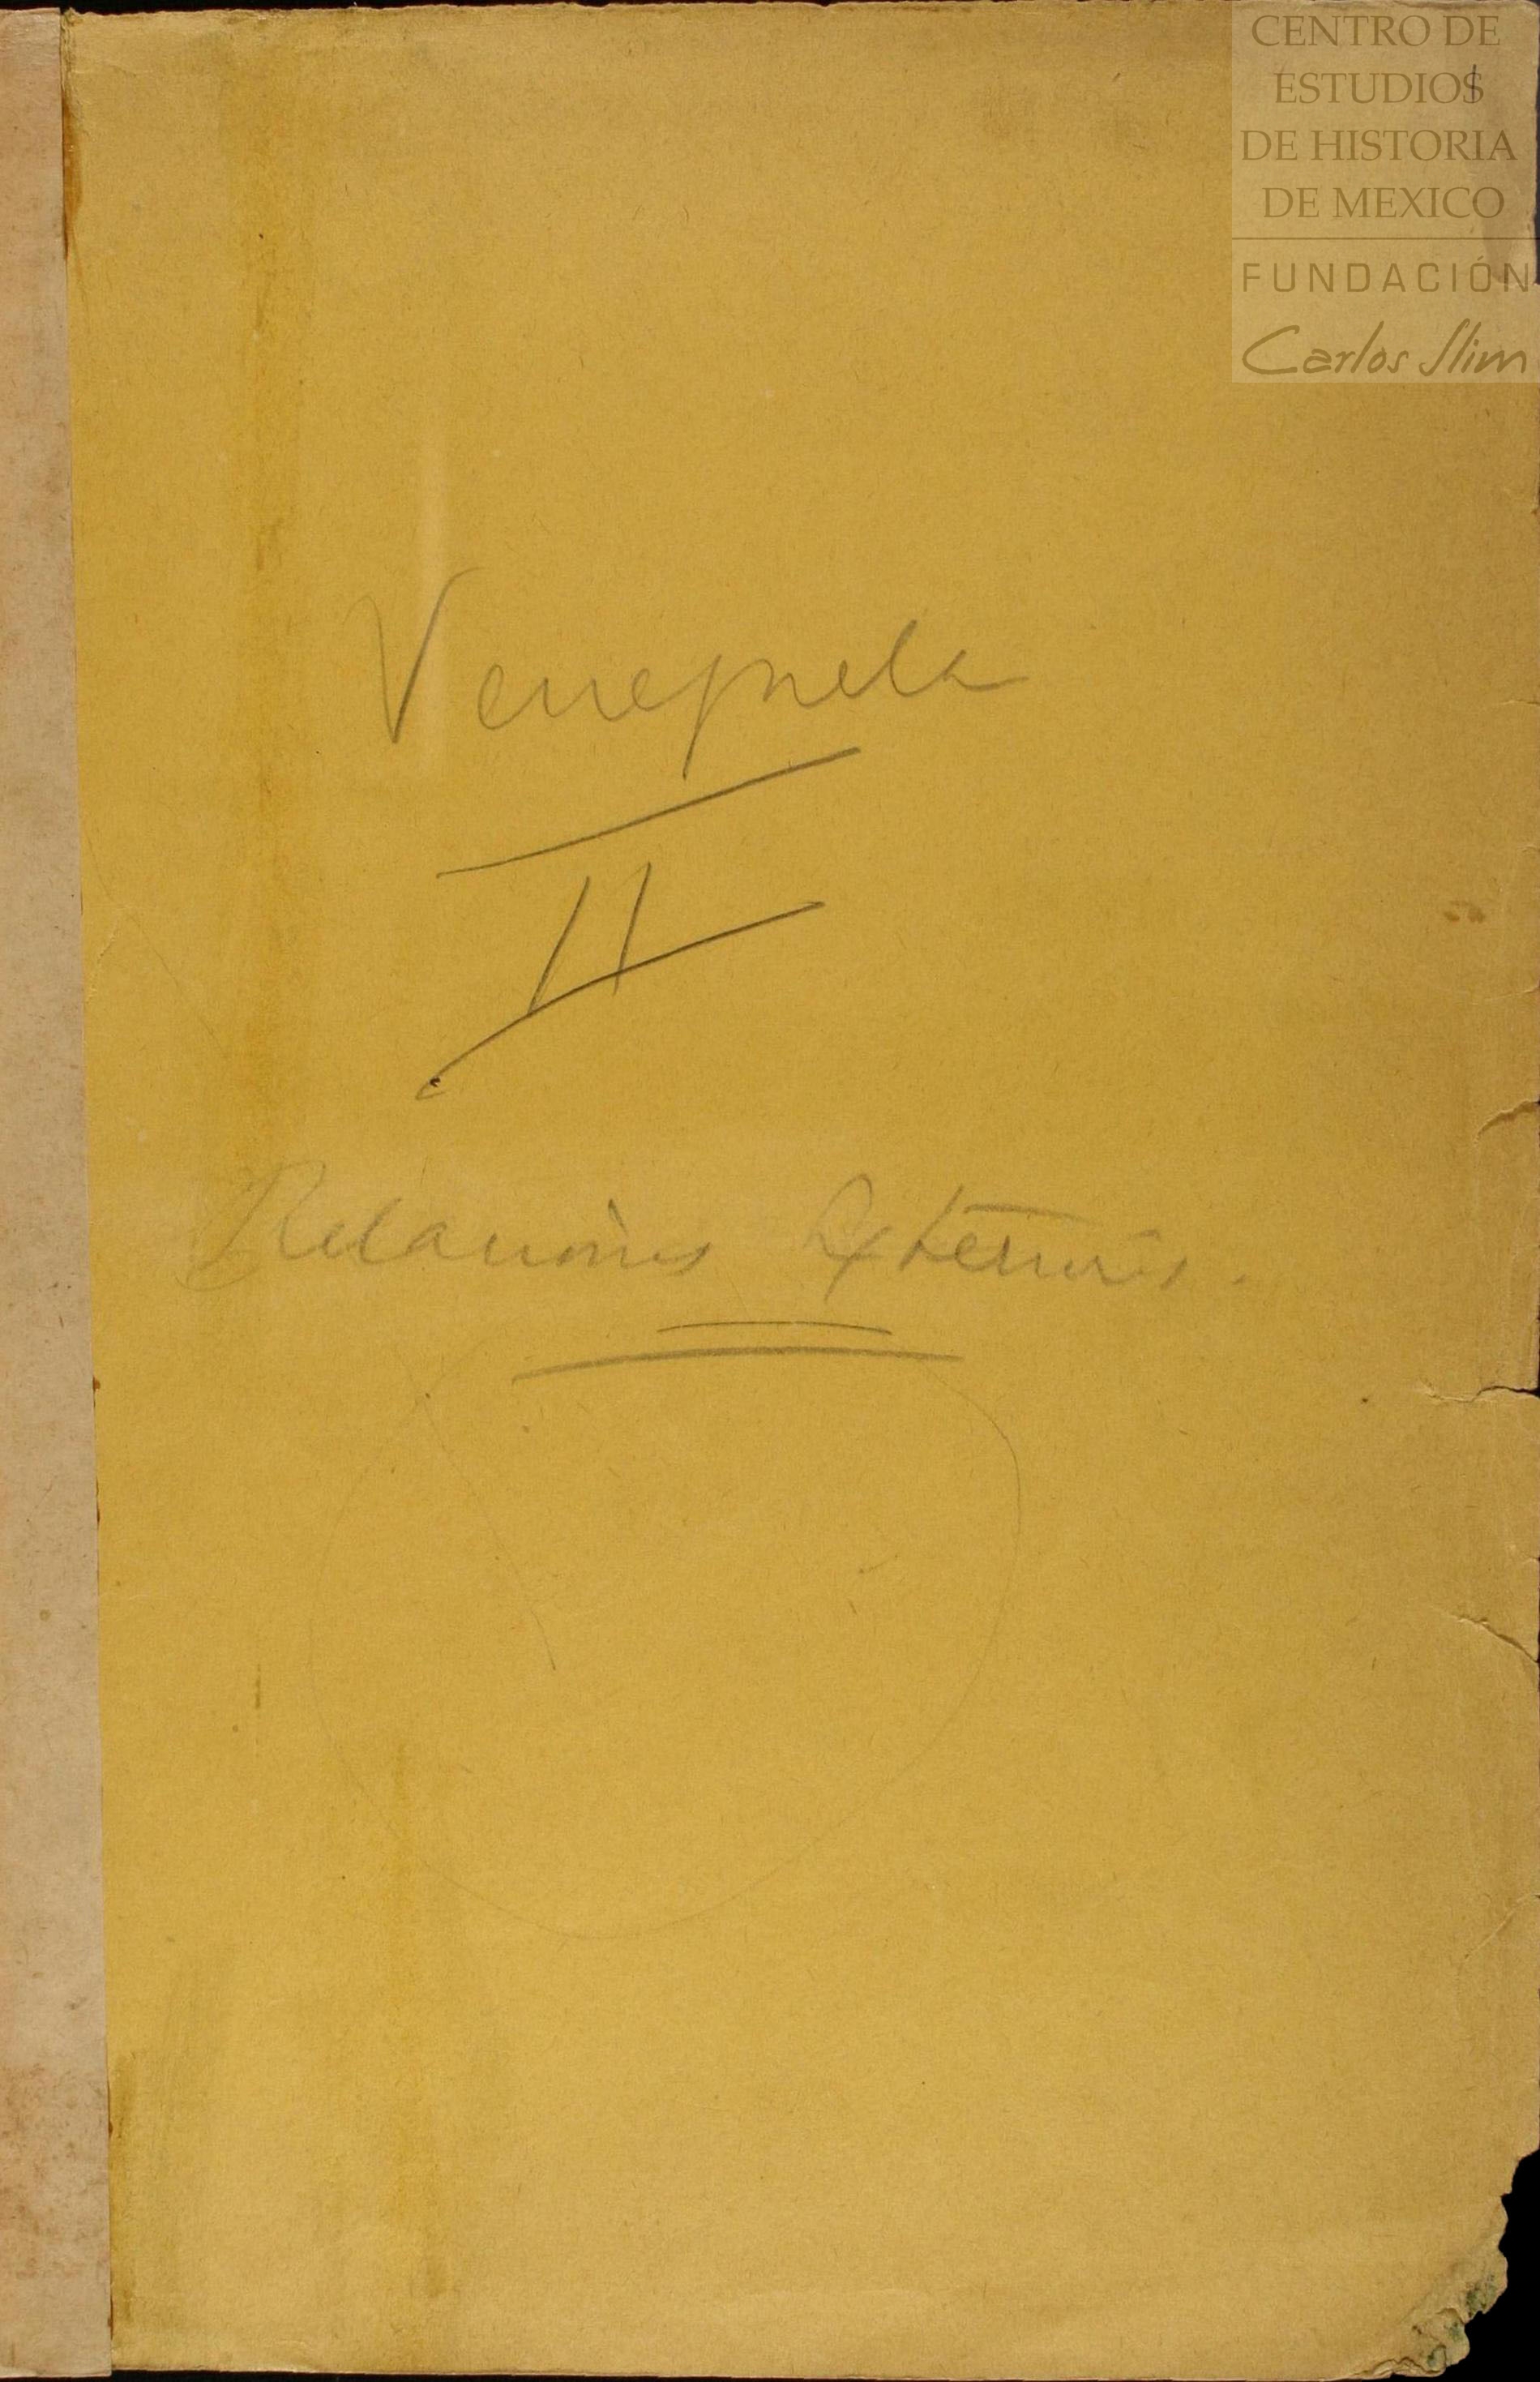 CENTRO DE
ESTUDIOS
DE HISTORIA
DE MEXICO
FUNDACIÓN
Carlos Slim
Venezuela
II
Relaciones Exteriores.